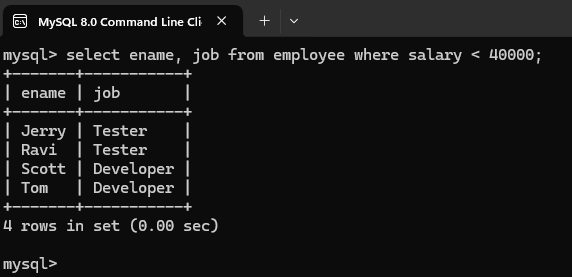 MySQL 8.0 Command Line Clie
mysql> select ename, job from employee where salary < 40000;
+-------+-----------+
| ename | job       |
+-------+-----------+
| Jerry | Tester    |
| Ravi  | Tester    |
| Scott | Developer |
| Tom   | Developer |
+-------+-----------+
4 rows in set (0.00 sec)
mysql>